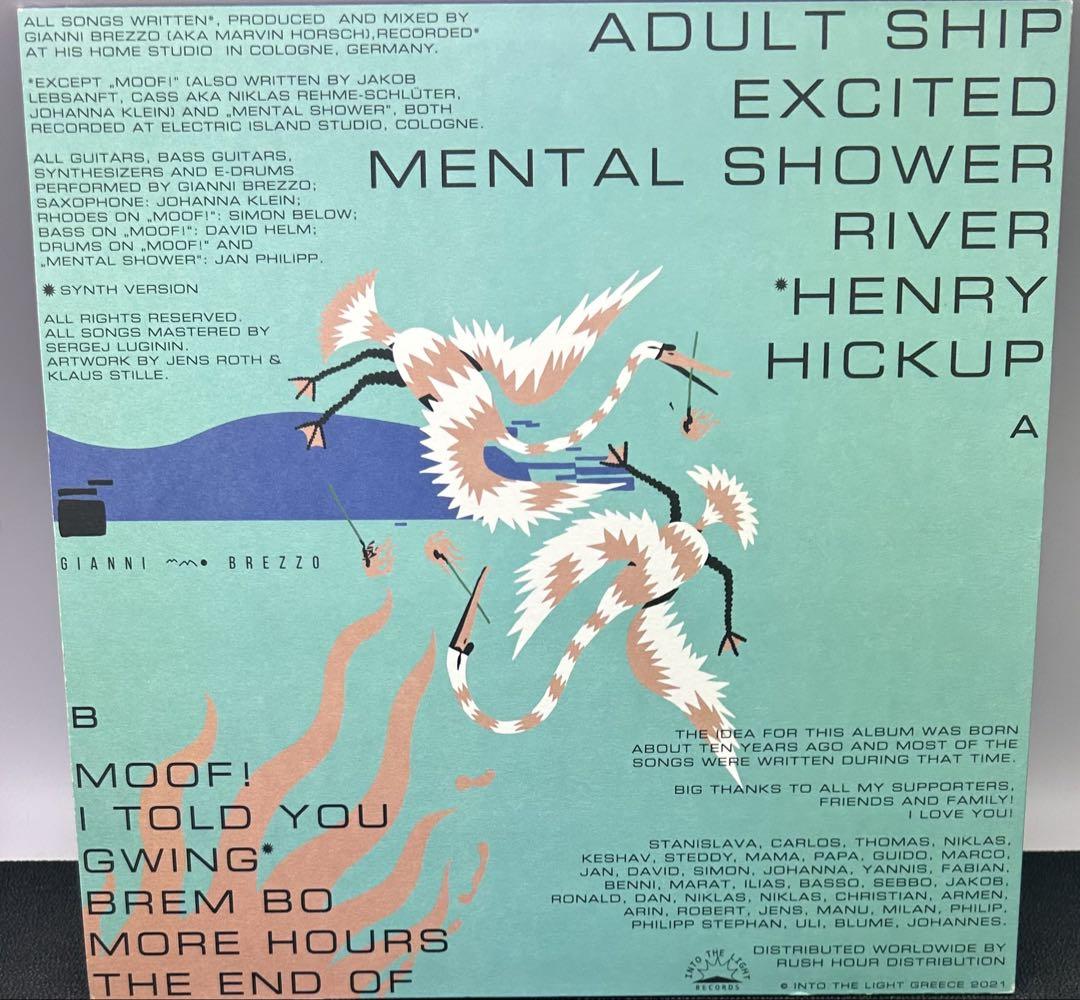 ALL SONGS WRITTEN*, PRODUCED AND MIXED BY
GIANNI BREZZO (AKA MARVIN HORSCH), RECORDED*
AT HIS HOME STUDIO IN COLOGNE, GERMANY.
*EXCEPT „MOOF!" (ALSO WRITTEN BY JAKOB
LEBSANFT, CASS AKA NIKLAS REHME-SCHLÜTER,
JOHANNA KLEIN) AND „MENTAL SHOWER", BOTH
RECORDED AT ELECTRIC ISLAND STUDIO, COLOGNE.
ALL GUITARS, BASS GUITARS,
SYNTHESIZERS AND E-DRUMS
PERFORMED BY GIANNI BREZZO;
SAXOPHONE: JOHANNA KLEIN;
RHODES ON „MOOF!": SIMON BELOW;
BASS ON „MOOF!": DAVID HELM;
DRUMS ON „MOOF!" AND
„MENTAL SHOWER": JAN PHILIPP.
✷ SYNTH VERSION
ALL RIGHTS RESERVED.
ALL SONGS MASTERED BY
SERGEJ LUGININ.
ARTWORK BY JENS ROTH &
KLAUS STILLE.
ADULT SHIP
EXCITED
MENTAL SHOWER
RIVER
✷HENRY
HICKUP
A
GIANNI BREZZO
B
MOOF!
I TOLD YOU
GWING✷
BREM BO
MORE HOURS
THE END OF
THE IDEA FOR THIS ALBUM WAS BORN
ABOUT TEN YEARS AGO AND MOST OF THE
SONGS WERE WRITTEN DURING THAT TIME.
BIG THANKS TO ALL MY SUPPORTERS,
FRIENDS AND FAMILY!
I LOVE YOU!
STANISLAVA, CARLOS, THOMAS, NIKLAS,
KESHAV, STEDDY, MAMA, PAPA, GUIDO, MARCO,
JAN, DAVID, SIMON, JOHANNA, YANNIS, FABIAN,
BENNI, MARAT, ILIAS, BASSO, SEBBO, JAKOB,
RONALD, DAN, NIKLAS, NIKLAS, CHRISTIAN, ARMEN,
ARIN, ROBERT, JENS, MANU, MILAN, PHILIP,
PHILIPP STEPHAN, ULI, BLUME, JOHANNES.
INTO THE LIGHT
RECORDS
DISTRIBUTED WORLDWIDE BY
RUSH HOUR DISTRIBUTION
© INTO THE LIGHT GREECE 2021